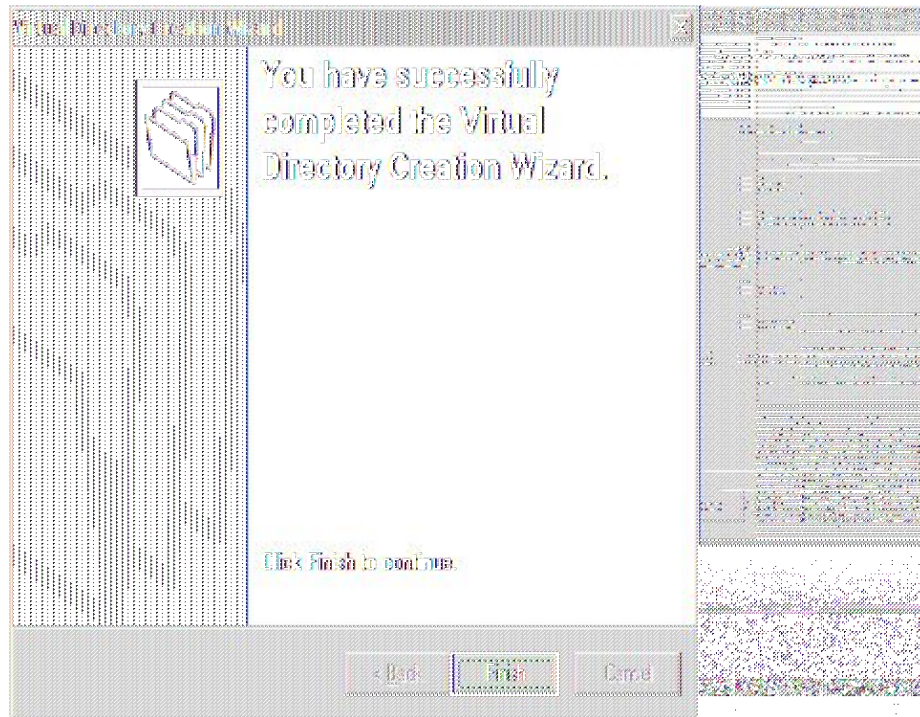 Virtual Directory Creation Wizard
You have successfully
completed the Virtual
Directory Creation Wizard.
Click Finish to continue.
< Back
Finish
Cancel